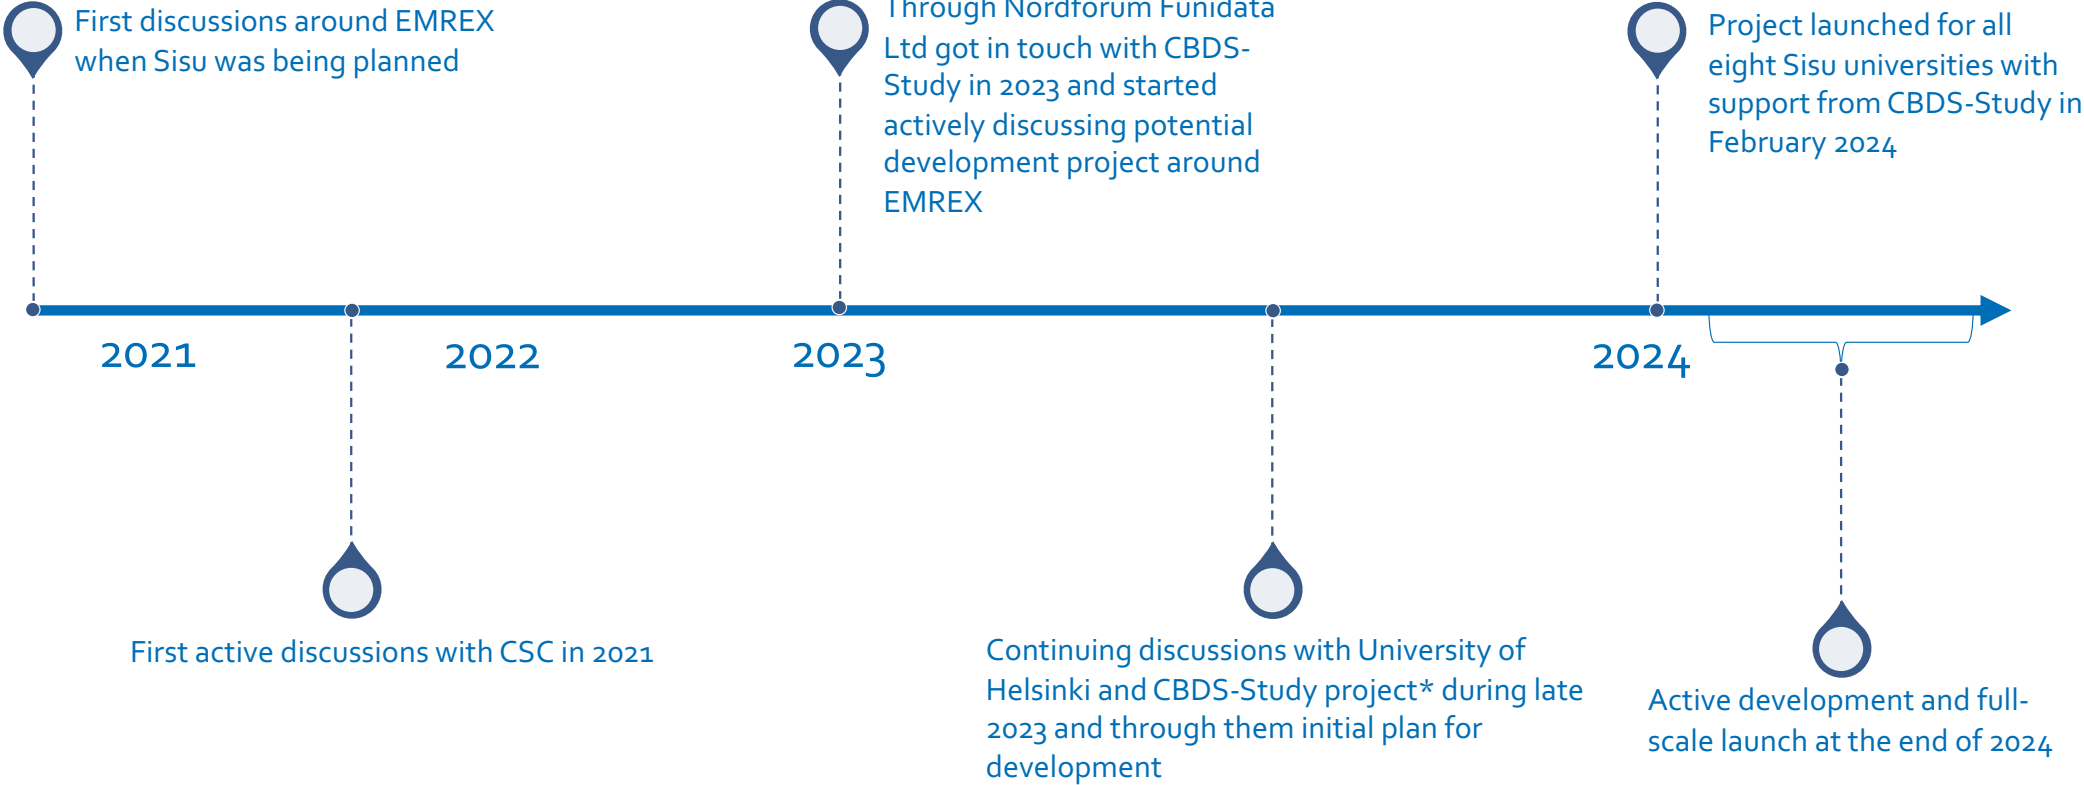 First discussions around EMREX
when Sisu was being planned
Through Nordforum Funidata
Ltd got in touch with CBDS-
Study in 2023 and started
actively discussing potential
development project around
EMREX
Project launched for all
eight Sisu universities with
support from CBDS-Study in
February 2024
2021
2022
2023
2024
First active discussions with CSC in 2021
Continuing discussions with University of
Helsinki and CBDS-Study project* during late
2023 and through them initial plan for
development
Active development and full-
scale launch at the end of 2024